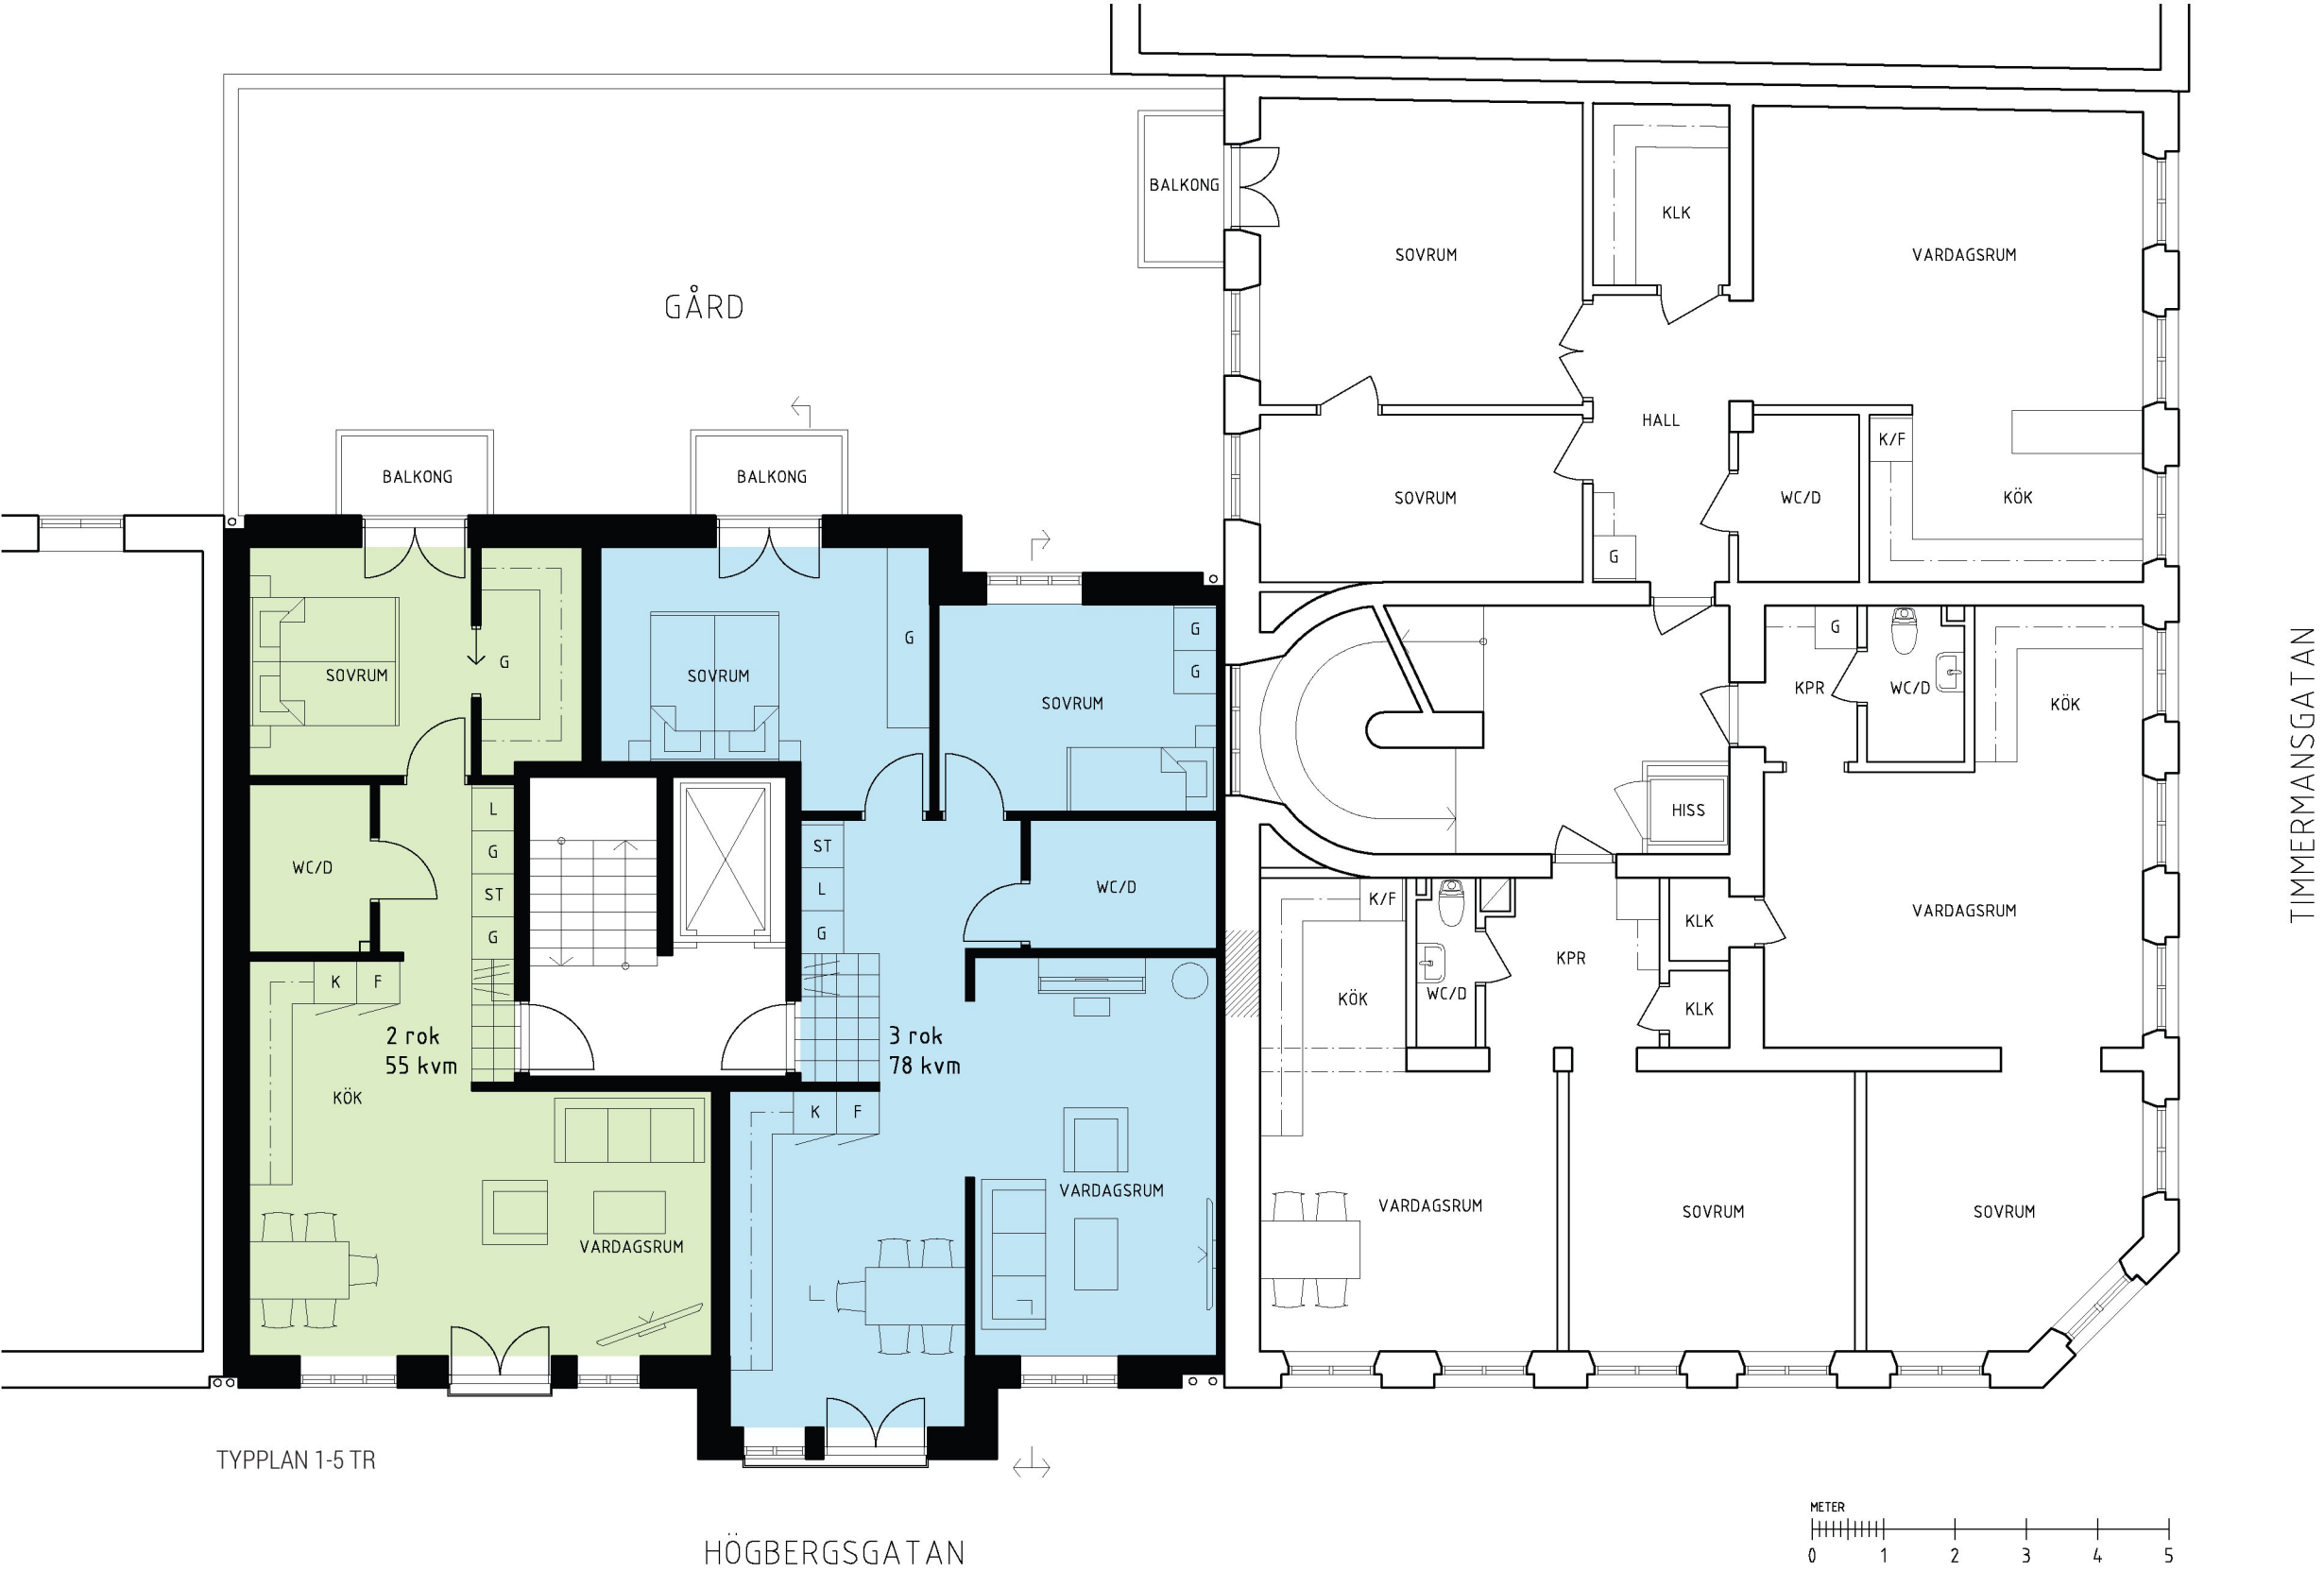 BALKONG
KLK
SOVRUM
VARDAGSRUM
GÅRD
HALL
K/F
BALKONG
BALKONG
SOVRUM
WC/D
KÖK
G
G
G
G
KPR
WC/D
KÖK
G
G
SOVRUM
SOVRUM
SOVRUM
TIMMERMANSGATAN
HISS
L
G
ST
G
WC/D
ST
L
G
WC/D
K/F
KLK
VARDAGSRUM
KPR
WC/D
KÖK
KLK
K
F
2 rok
55 kvm
3 rok
78 kvm
KÖK
K
F
VARDAGSRUM
VARDAGSRUM
VARDAGSRUM
SOVRUM
SOVRUM
TYPPLAN 1-5 TR
HÖGBERGSGATAN
METER
0 1 2 3 4 5